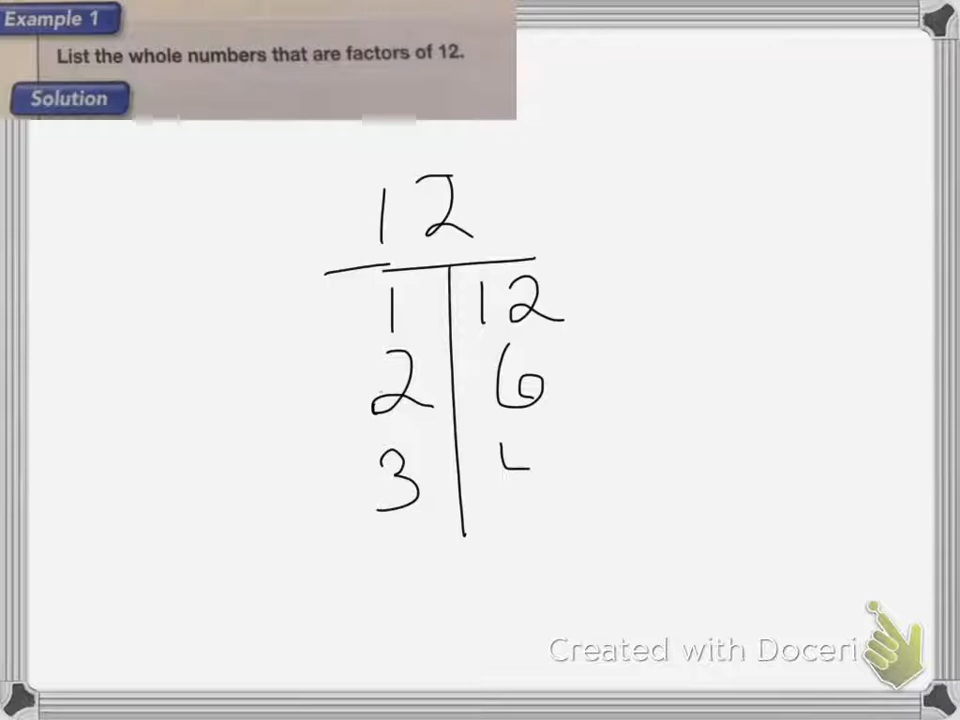 Example 1
List the whole numbers that are factors of 12.
Solution
12
1 12
2 6
3
Created with Doceri